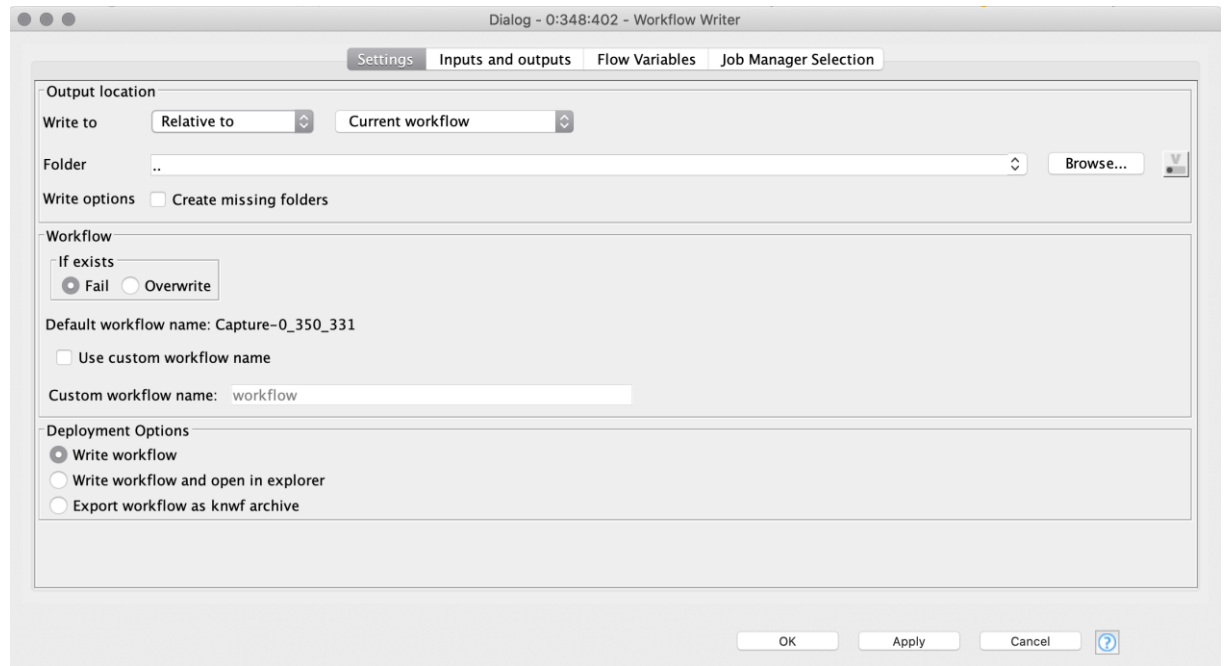 Dialog - 0:348:402 - Workflow Writer
Settings Inputs and outputs Flow Variables Job Manager Selection
Output location
Write to Relative to Current workflow
Folder .. Browse... V
Write options Create missing folders
Workflow
If exists
Fail Overwrite
Default workflow name: Capture-0_350_331
Use custom workflow name
Custom workflow name: workflow
Deployment Options
Write workflow
Write workflow and open in explorer
Export workflow as knwf archive
OK Apply Cancel ?